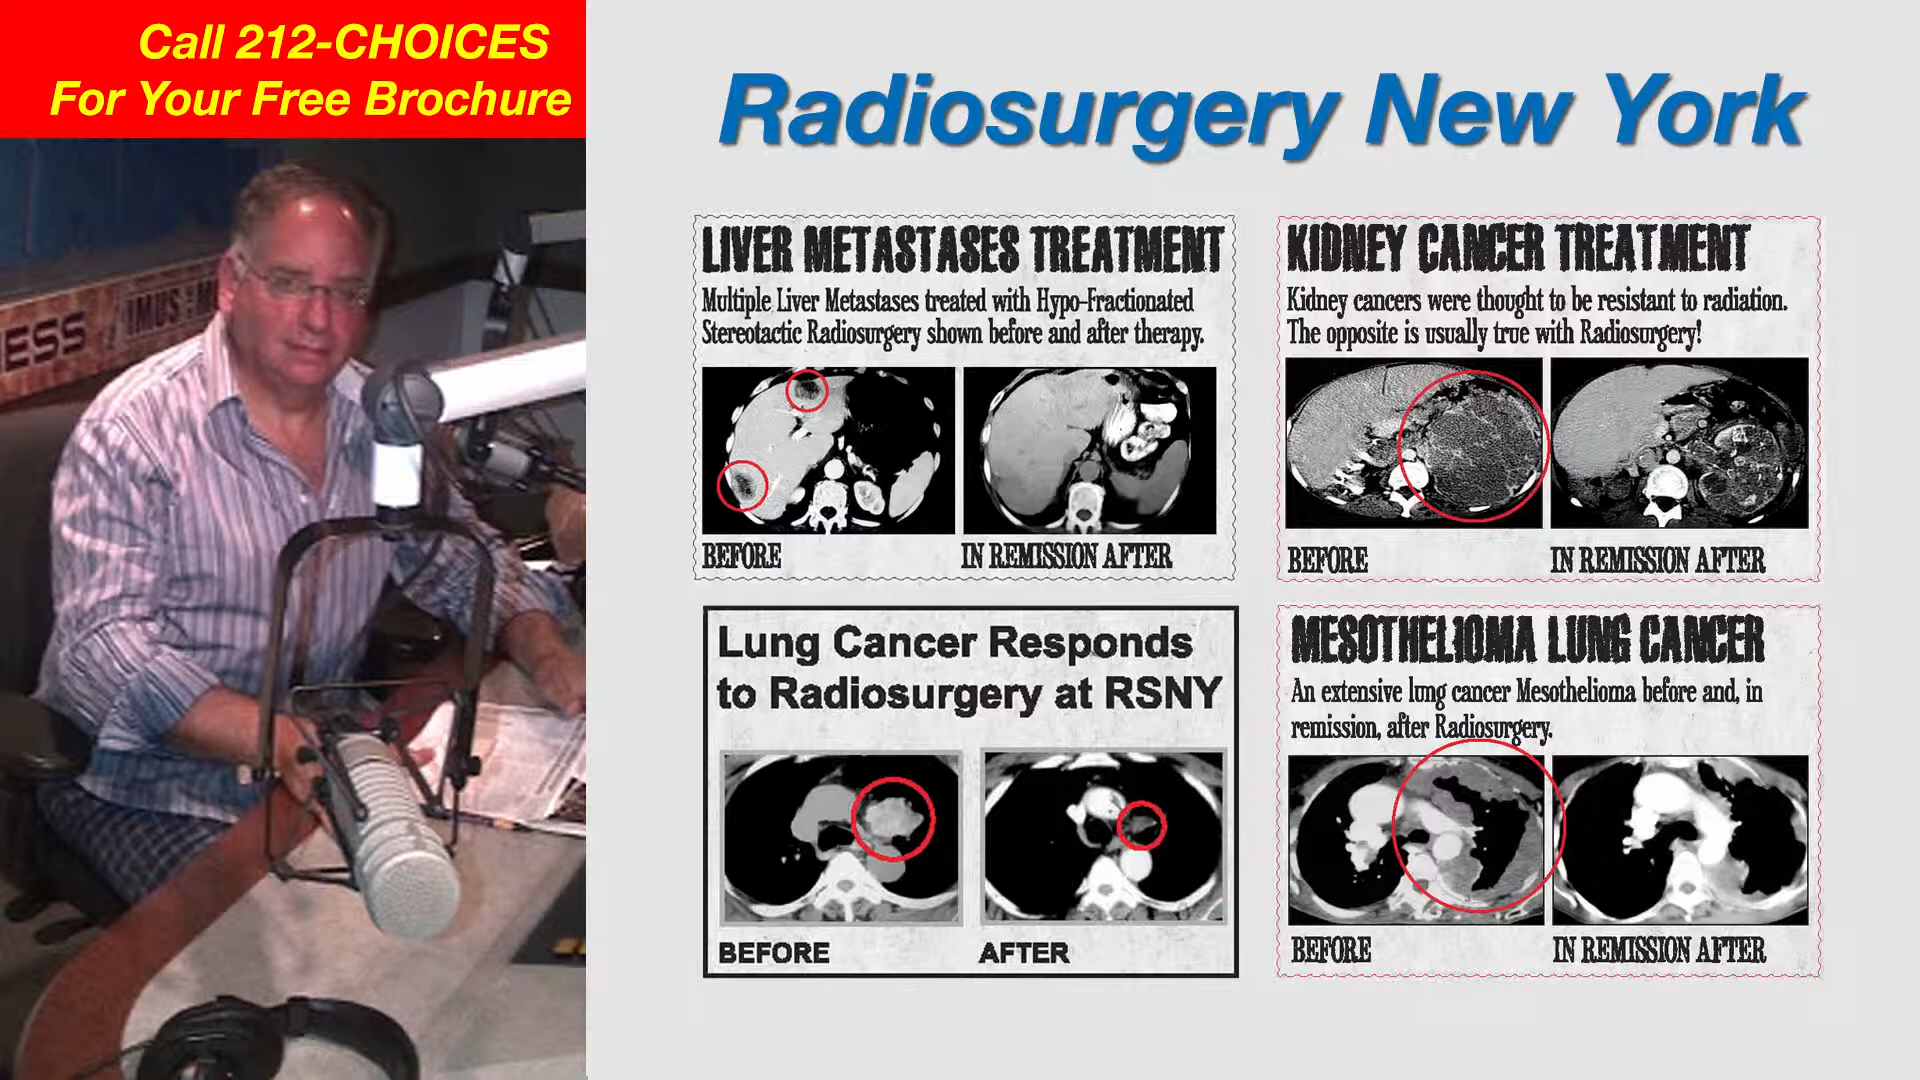 Call 212-CHOICES
For Your Free Brochure
Radiosurgery New York
LIVER METASTASES TREATMENT
Multiple Liver Metastases treated with Hypo-Fractionated
Stereotactic Radiosurgery shown before and after therapy.
BEFORE
IN REMISSION AFTER
KIDNEY CANCER TREATMENT
Kidney cancers were thought to be resistant to radiation.
The opposite is usually true with Radiosurgery!
BEFORE
IN REMISSION AFTER
Lung Cancer Responds
to Radiosurgery at RSNY
BEFORE
AFTER
MESOTHELIOMA LUNG CANCER
An extensive lung cancer Mesothelioma before and, in
remission, after Radiosurgery.
BEFORE
IN REMISSION AFTER
IMUS